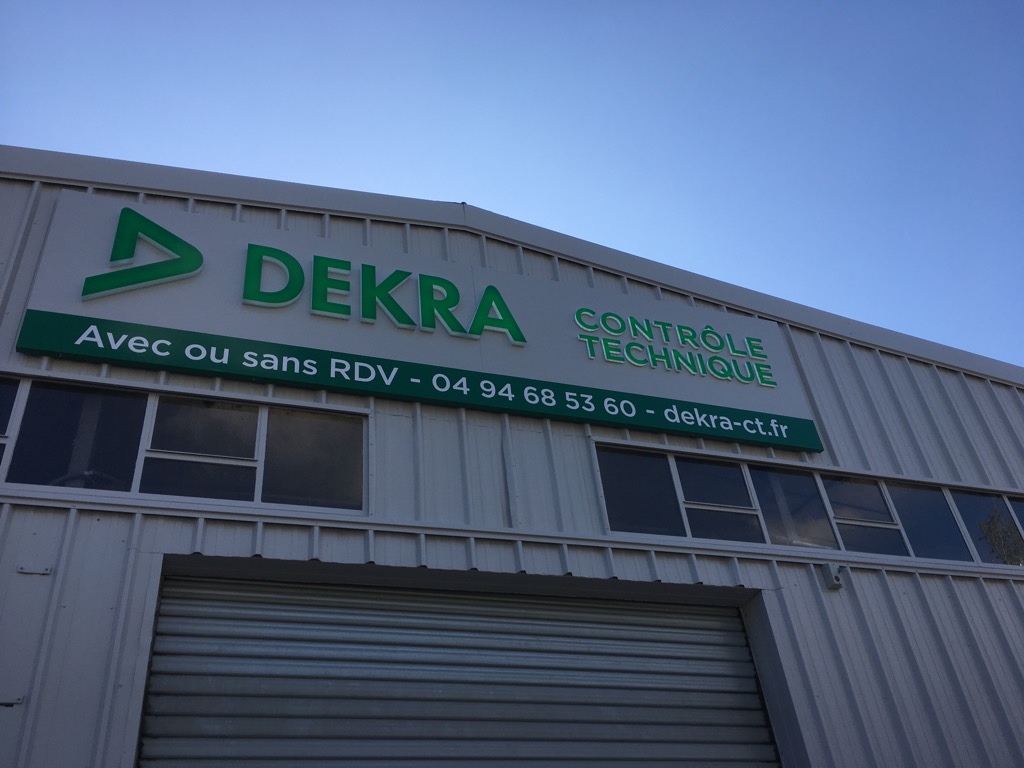 DEKRA
CONTRÔLE
TECHNIQUE
Avec ou sans RDV - 04 94 68 53 60 - dekra-ct.fr